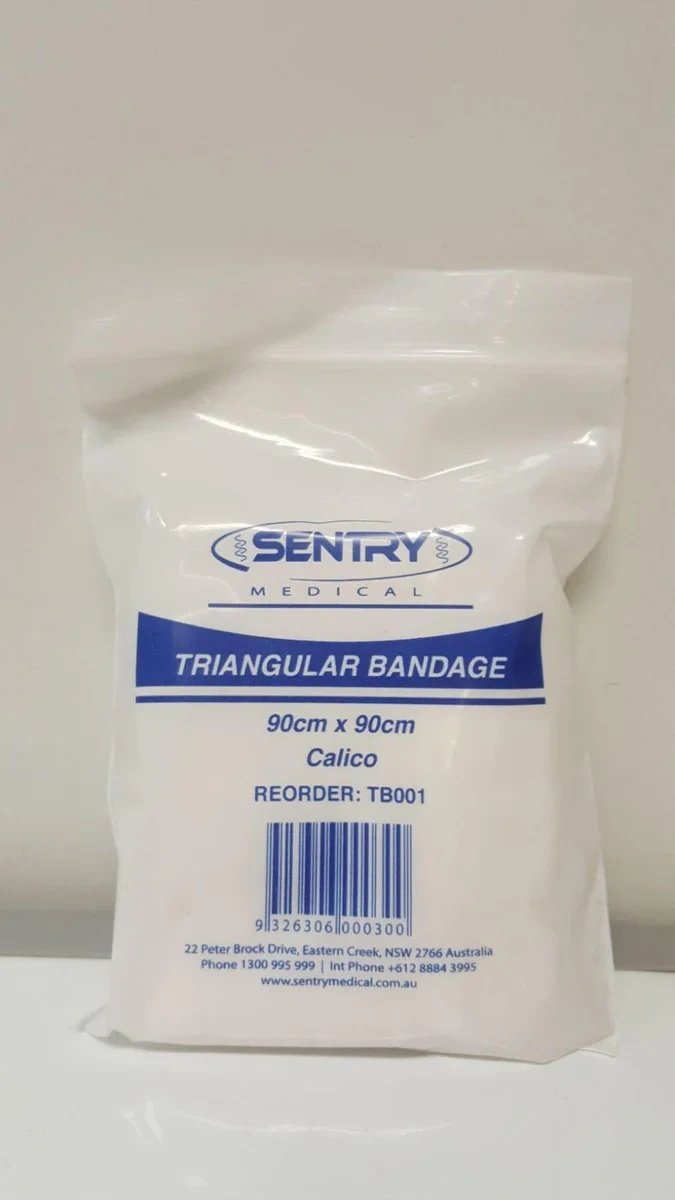 SENTRY
MEDICAL
TRIANGULAR BANDAGE
90cm x 90cm
Calico
REORDER: TB001
9 326306 000300
22 Peter Brock Drive, Eastern Creek, NSW 2766 Australia
Phone 1300 995 999 | Int Phone +612 8884 3995
www.sentrymedical.com.au